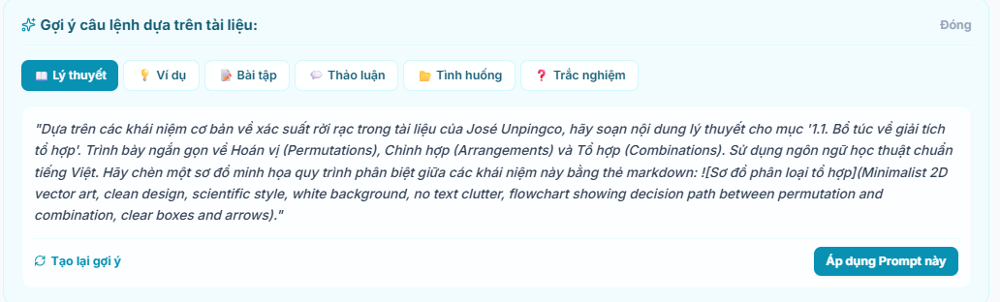 Gợi ý câu lệnh dựa trên tài liệu:
Đóng
Lý thuyết
Ví dụ
Bài tập
Thảo luận
Tình huống
Trắc nghiệm
"Dựa trên các khái niệm cơ bản về xác suất rời rạc trong tài liệu của José Unpingco, hãy soạn nội dung lý thuyết cho mục '1.1. Bổ túc về giải tích
tổ hợp'. Trình bày ngắn gọn về Hoán vị (Permutations), Chỉnh hợp (Arrangements) và Tổ hợp (Combinations). Sử dụng ngôn ngữ học thuật chuẩn
tiếng Việt. Hãy chèn một sơ đồ minh họa quy trình phân biệt giữa các khái niệm này bằng thẻ markdown: ![Sơ đồ phân loại tổ hợp](Minimalist 2D
vector art, clean design, scientific style, white background, no text clutter, flowchart showing decision path between permutation and
combination, clear boxes and arrows)."
Tạo lại gợi ý
Áp dụng Prompt này